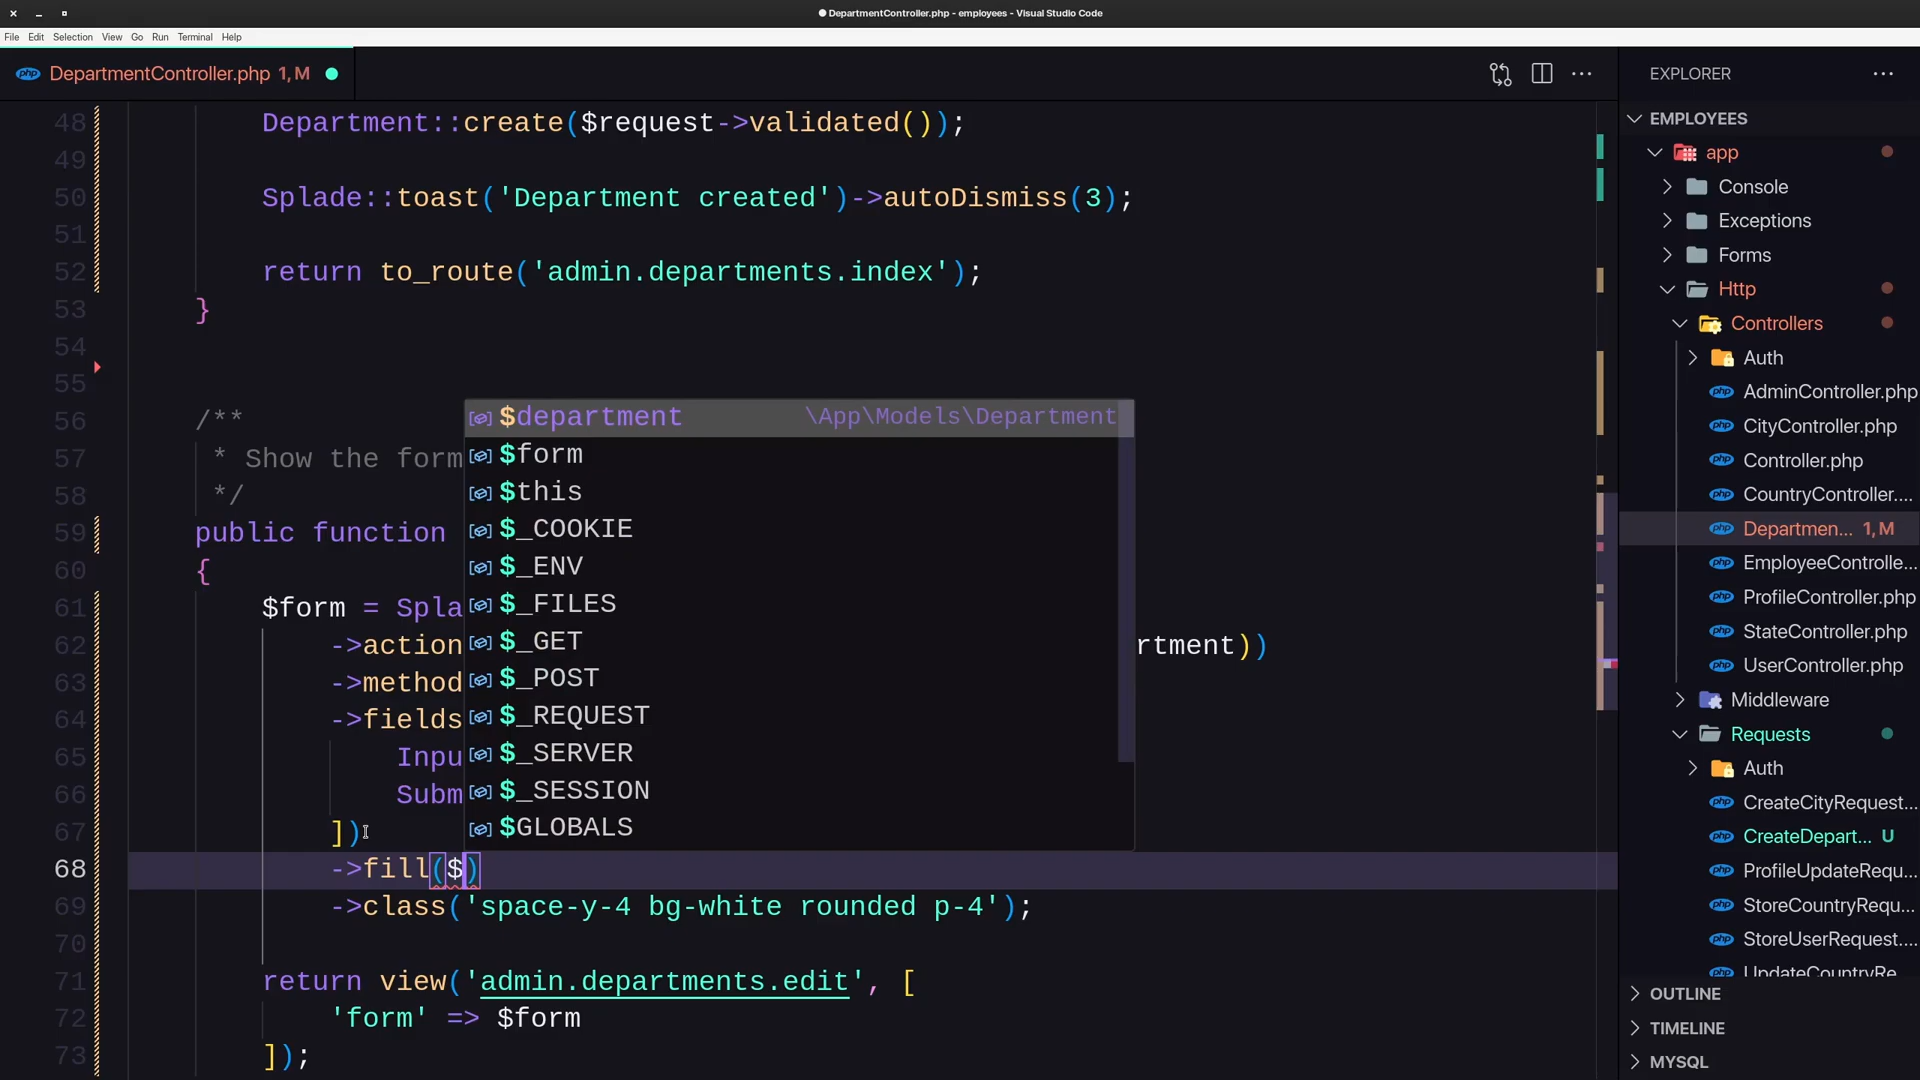 DepartmentController.php - employees - Visual Studio Code
File Edit Selection View Go Run Terminal Help
DepartmentController.php 1, M
48 Department::create($request->validated());
49
50 Splade::toast('Department created')->autoDismiss(3);
51
52 return to_route('admin.departments.index');
53 }
54
55
56 /**
57 * Show the form
58 */
59 public function
60 {
61 $form = Spla
62 ->action rtment))
63 ->method
64 ->fields
65 Inpu
66 Subm
67 ])
68 ->fill($)
69 ->class('space-y-4 bg-white rounded p-4');
70
71 return view('admin.departments.edit', [
72 'form' => $form
73 ]);
$department \App\Models\Department
$form
$this
$_COOKIE
$_ENV
$_FILES
$_GET
$_POST
$_REQUEST
$_SERVER
$_SESSION
$GLOBALS
EXPLORER
EMPLOYEES
app
Console
Exceptions
Forms
Http
Controllers
Auth
AdminController.php
CityController.php
Controller.php
CountryController....
Departmen... 1, M
EmployeeControlle...
ProfileController.php
StateController.php
UserController.php
Middleware
Requests
Auth
CreateCityRequest...
CreateDepart... U
ProfileUpdateRequ...
StoreCountryRequ...
StoreUserRequest....
UpdateCountryRe...
OUTLINE
TIMELINE
MYSQL